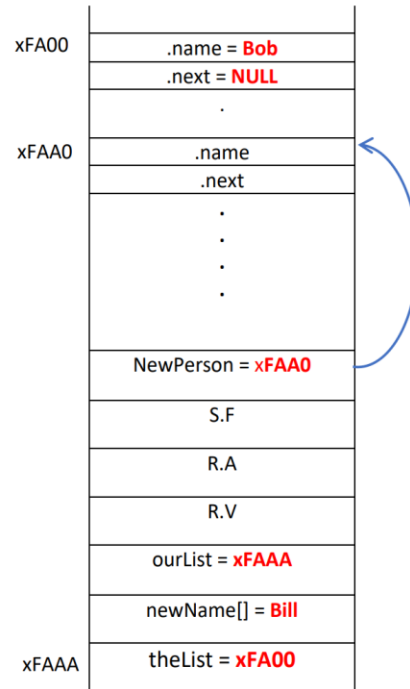 xFA00
.name = Bob
.next = NULL
.
xFAA0
.name
.next
.
.
.
.
NewPerson = xFAA0
S.F
R.A
R.V
ourList = xFAAA
newName[] = Bill
xFAAA
theList = xFA00